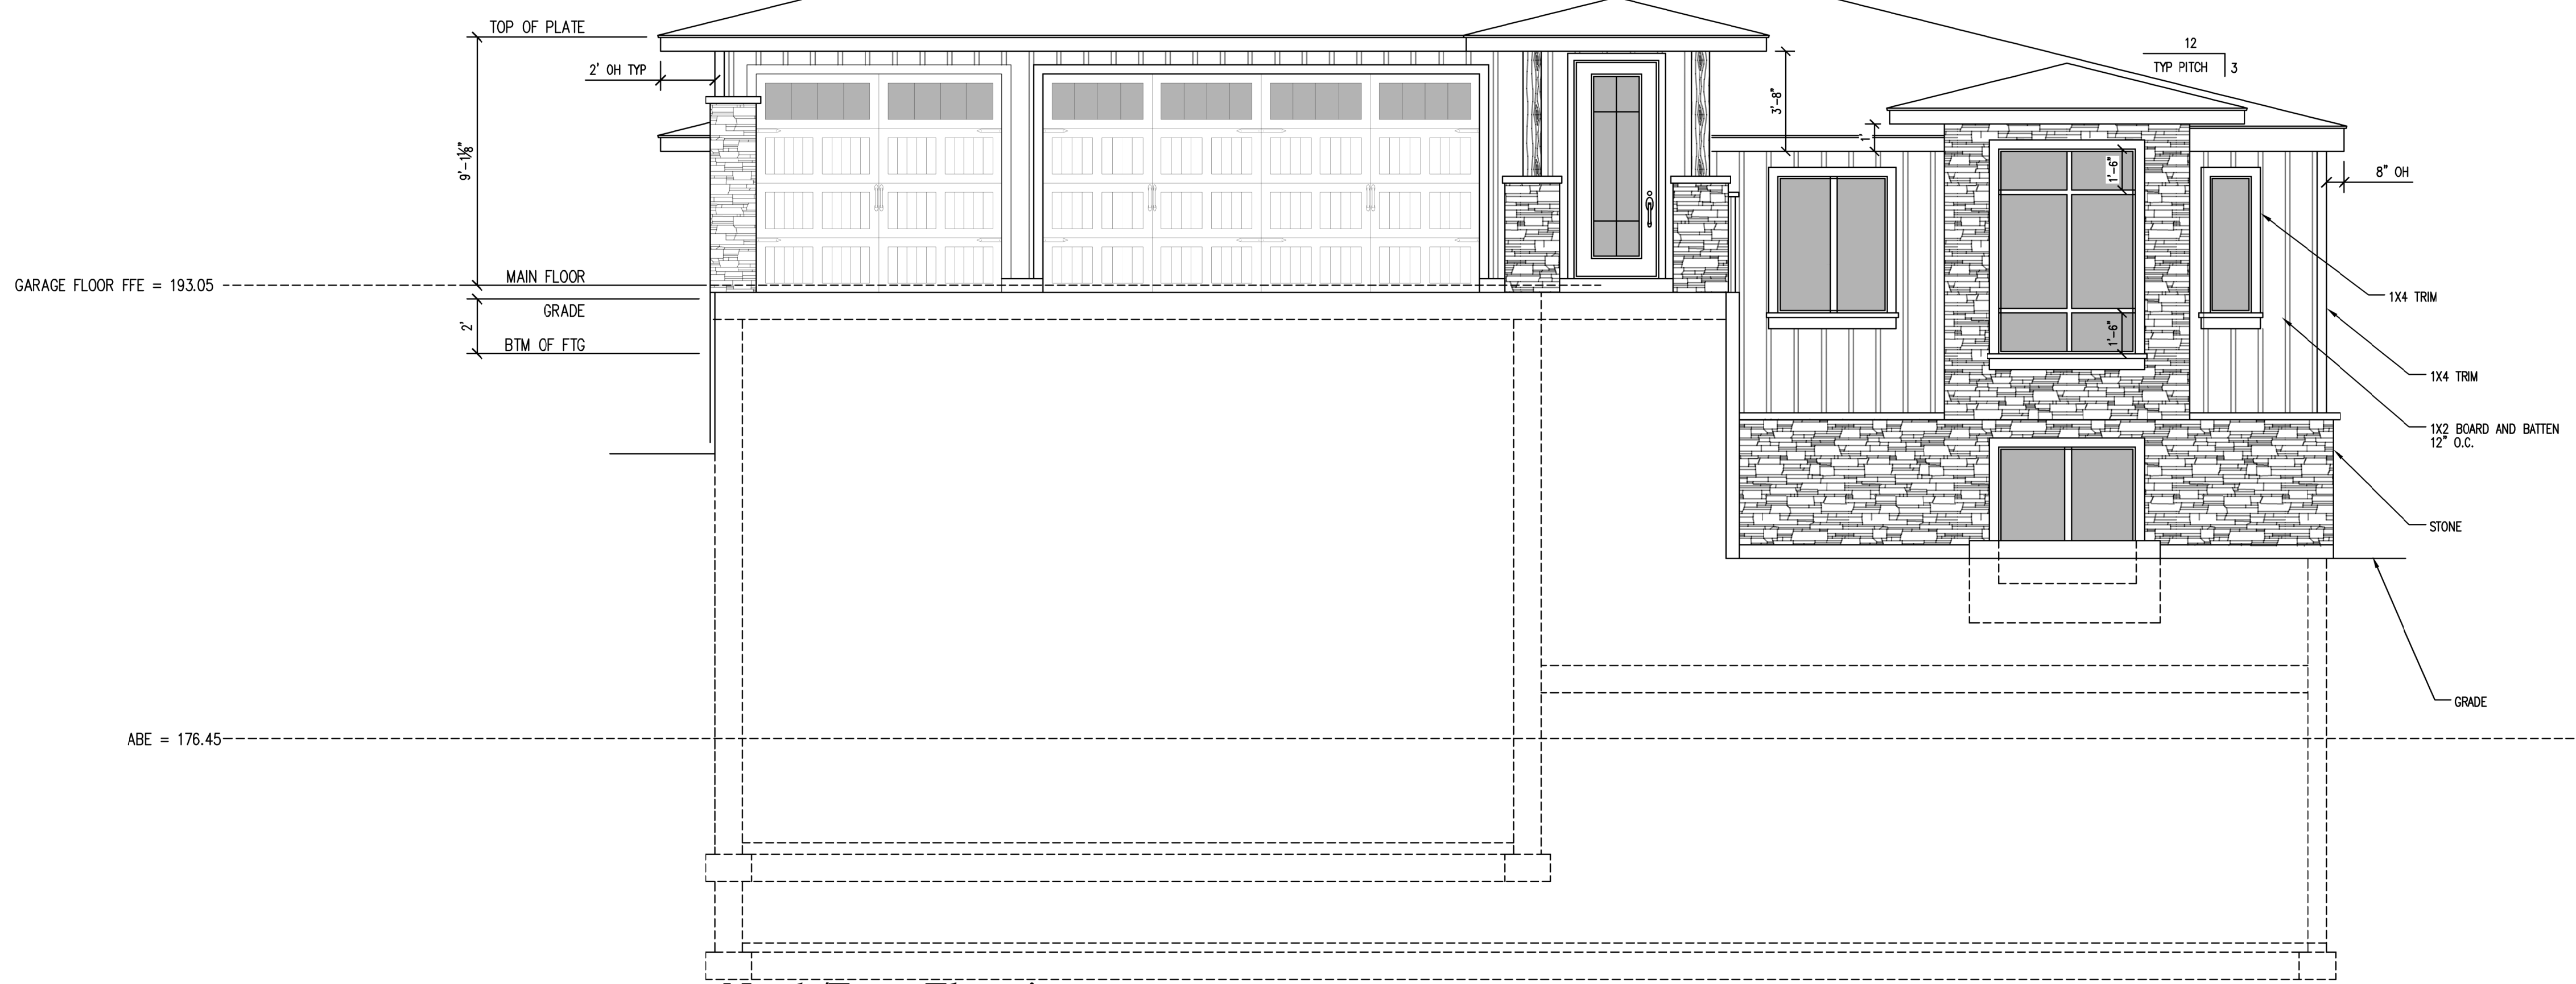 TOP OF PLATE
2' OH TYP
9'-1⅛"
MAIN FLOOR
GARAGE FLOOR FFE = 193.05
GRADE
2'
BTM OF FTG
3'-8"
1'
12
TYP PITCH
3
1'-6"
8" OH
1'-6"
1X4 TRIM
1X4 TRIM
1X2 BOARD AND BATTEN
12" O.C.
STONE
GRADE
ABE = 176.45